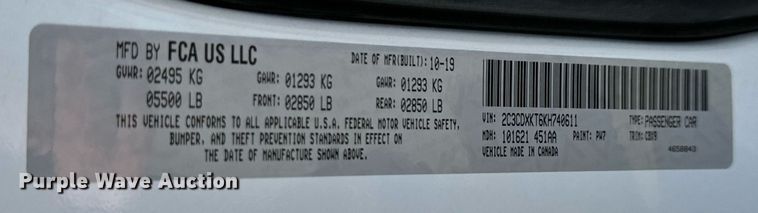 MFD BY FCA US LLC DATE OF MFR(BUILT): 10-19
GVWR: 02495 KG GAWR: 01293 KG GAWR: 01293 KG
05500 LB FRONT: 02850 LB REAR: 02850 LB
THIS VEHICLE CONFORMS TO ALL APPLICABLE U.S.A. FEDERAL MOTOR VEHICLE SAFETY,
BUMPER, AND THEFT PREVENTION STANDARDS IN EFFECT ON
THE DATE OF MANUFACTURE SHOWN ABOVE.
VIN: 2C3CDXKT6KH740611 TYPE: PASSENGER CAR
MDH: 101621 451AA PAINT: PW7 TRIM: CBX9
VEHICLE MADE IN CANADA 4658843
Purple Wave Auction